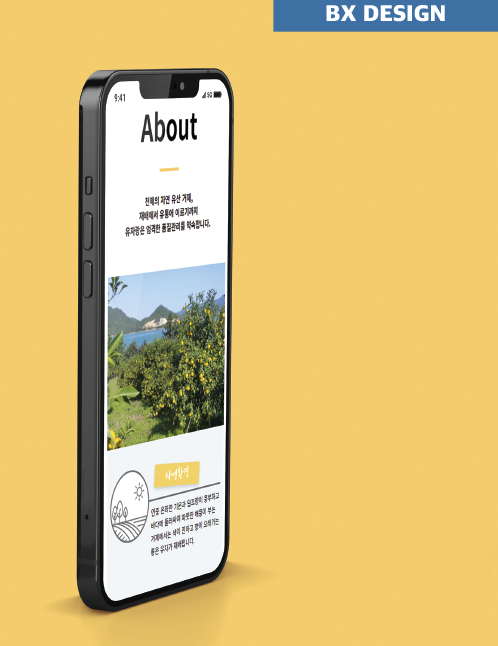 BX DESIGN
9:41
5G
About
천혜의 자연 유산 거제,
재배에서 유통에 이르기까지
유자랑은 엄격한 품질관리를 약속합니다.
자연환경
연중 온화한 기온과 일조량이 풍부하고
바다에 둘러싸여 따뜻한 해풍이 부는
거제에서는 색이 진하고 향이 오래가는
좋은 유자가 재배됩니다.